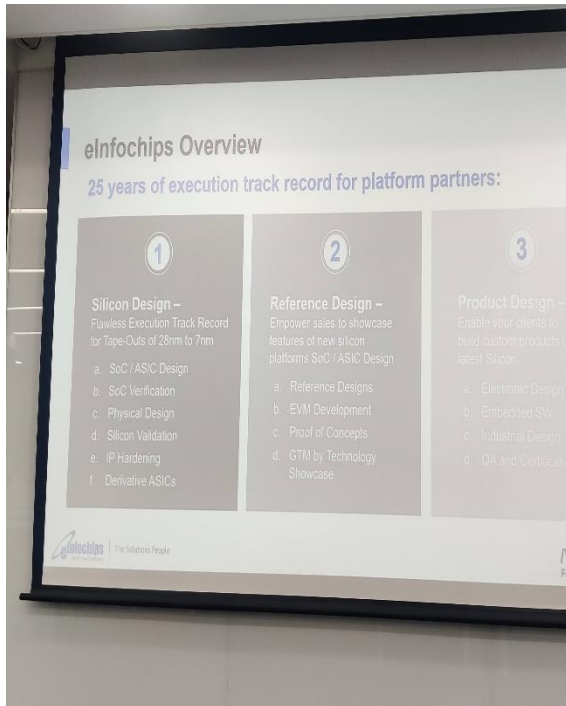 eInfochips Overview
25 years of execution track record for platform partners:
1
Silicon Design –
Flawless Execution Track Record
for Tape-Outs of 28nm to 7nm
a. SoC / ASIC Design
b. SoC Verification
c. Physical Design
d. Silicon Validation
e. IP Hardening
f. Derivative ASICs
2
Reference Design –
Empower sales to showcase
features of new silicon
platforms SoC / ASIC Design
a. Reference Designs
b. EVM Development
c. Proof of Concepts
d. GTM by Technology
Showcase
3
Product Design –
Enable your clients to
build custom products
latest Silicon
a. Electronic Design
b. Embedded SW
c. Industrial Design
d. QA and
eInfochips
The Solutions People